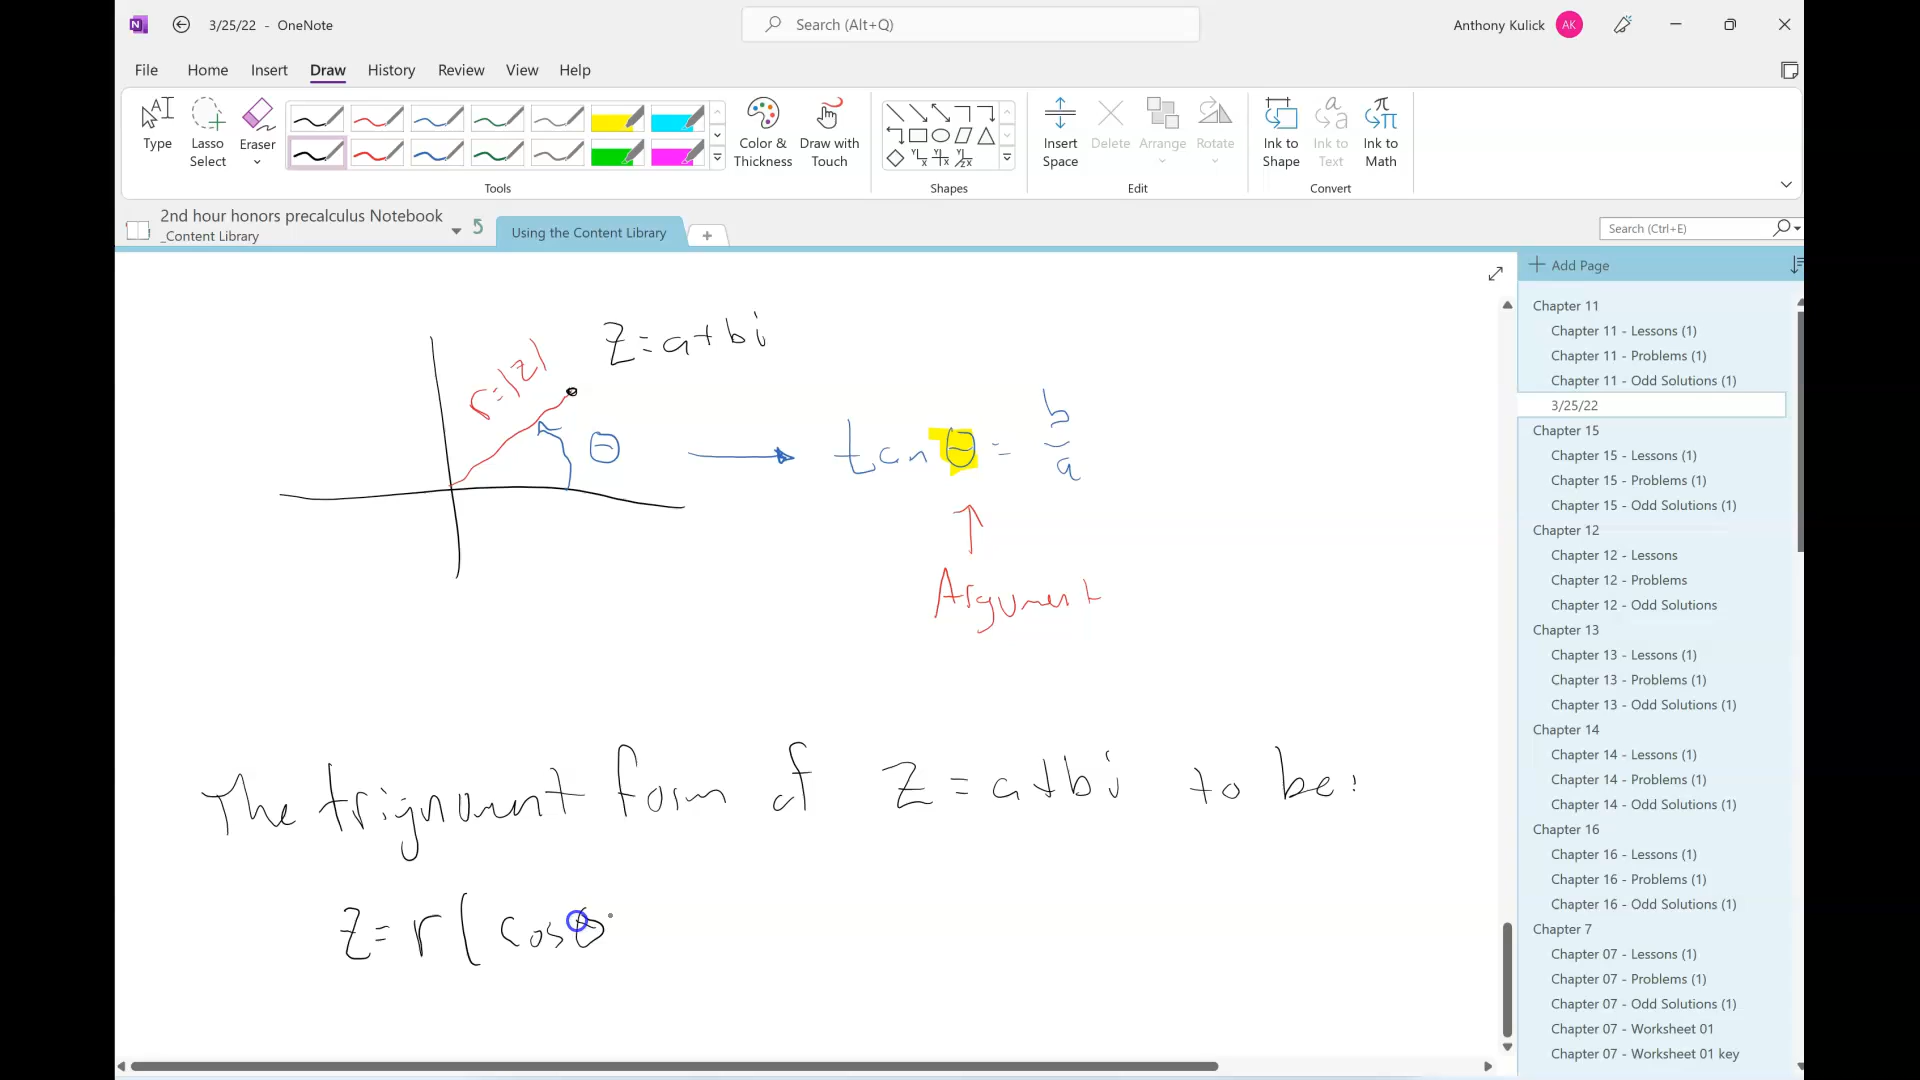 3/25/22 - OneNote
Search (Alt+Q)
Anthony Kulick AK
File Home Insert Draw History Review View Help
Type
Lasso Select
Eraser
Color & Thickness
Draw with Touch
Insert Space
Delete
Arrange
Rotate
Ink to Shape
Ink to Text
Ink to Math
Tools Shapes Edit Convert
2nd hour honors precalculus Notebook
_Content Library
Using the Content Library
Search (Ctrl+E)
z = a + bi
r = |z|
θ
tan θ = b/a
Argument
The trignoment form of z = a + bi to be:
z = r( cos θ
Add Page
Chapter 11
Chapter 11 - Lessons (1)
Chapter 11 - Problems (1)
Chapter 11 - Odd Solutions (1)
3/25/22
Chapter 15
Chapter 15 - Lessons (1)
Chapter 15 - Problems (1)
Chapter 15 - Odd Solutions (1)
Chapter 12
Chapter 12 - Lessons
Chapter 12 - Problems
Chapter 12 - Odd Solutions
Chapter 13
Chapter 13 - Lessons (1)
Chapter 13 - Problems (1)
Chapter 13 - Odd Solutions (1)
Chapter 14
Chapter 14 - Lessons (1)
Chapter 14 - Problems (1)
Chapter 14 - Odd Solutions (1)
Chapter 16
Chapter 16 - Lessons (1)
Chapter 16 - Problems (1)
Chapter 16 - Odd Solutions (1)
Chapter 7
Chapter 07 - Lessons (1)
Chapter 07 - Problems (1)
Chapter 07 - Odd Solutions (1)
Chapter 07 - Worksheet 01
Chapter 07 - Worksheet 01 key